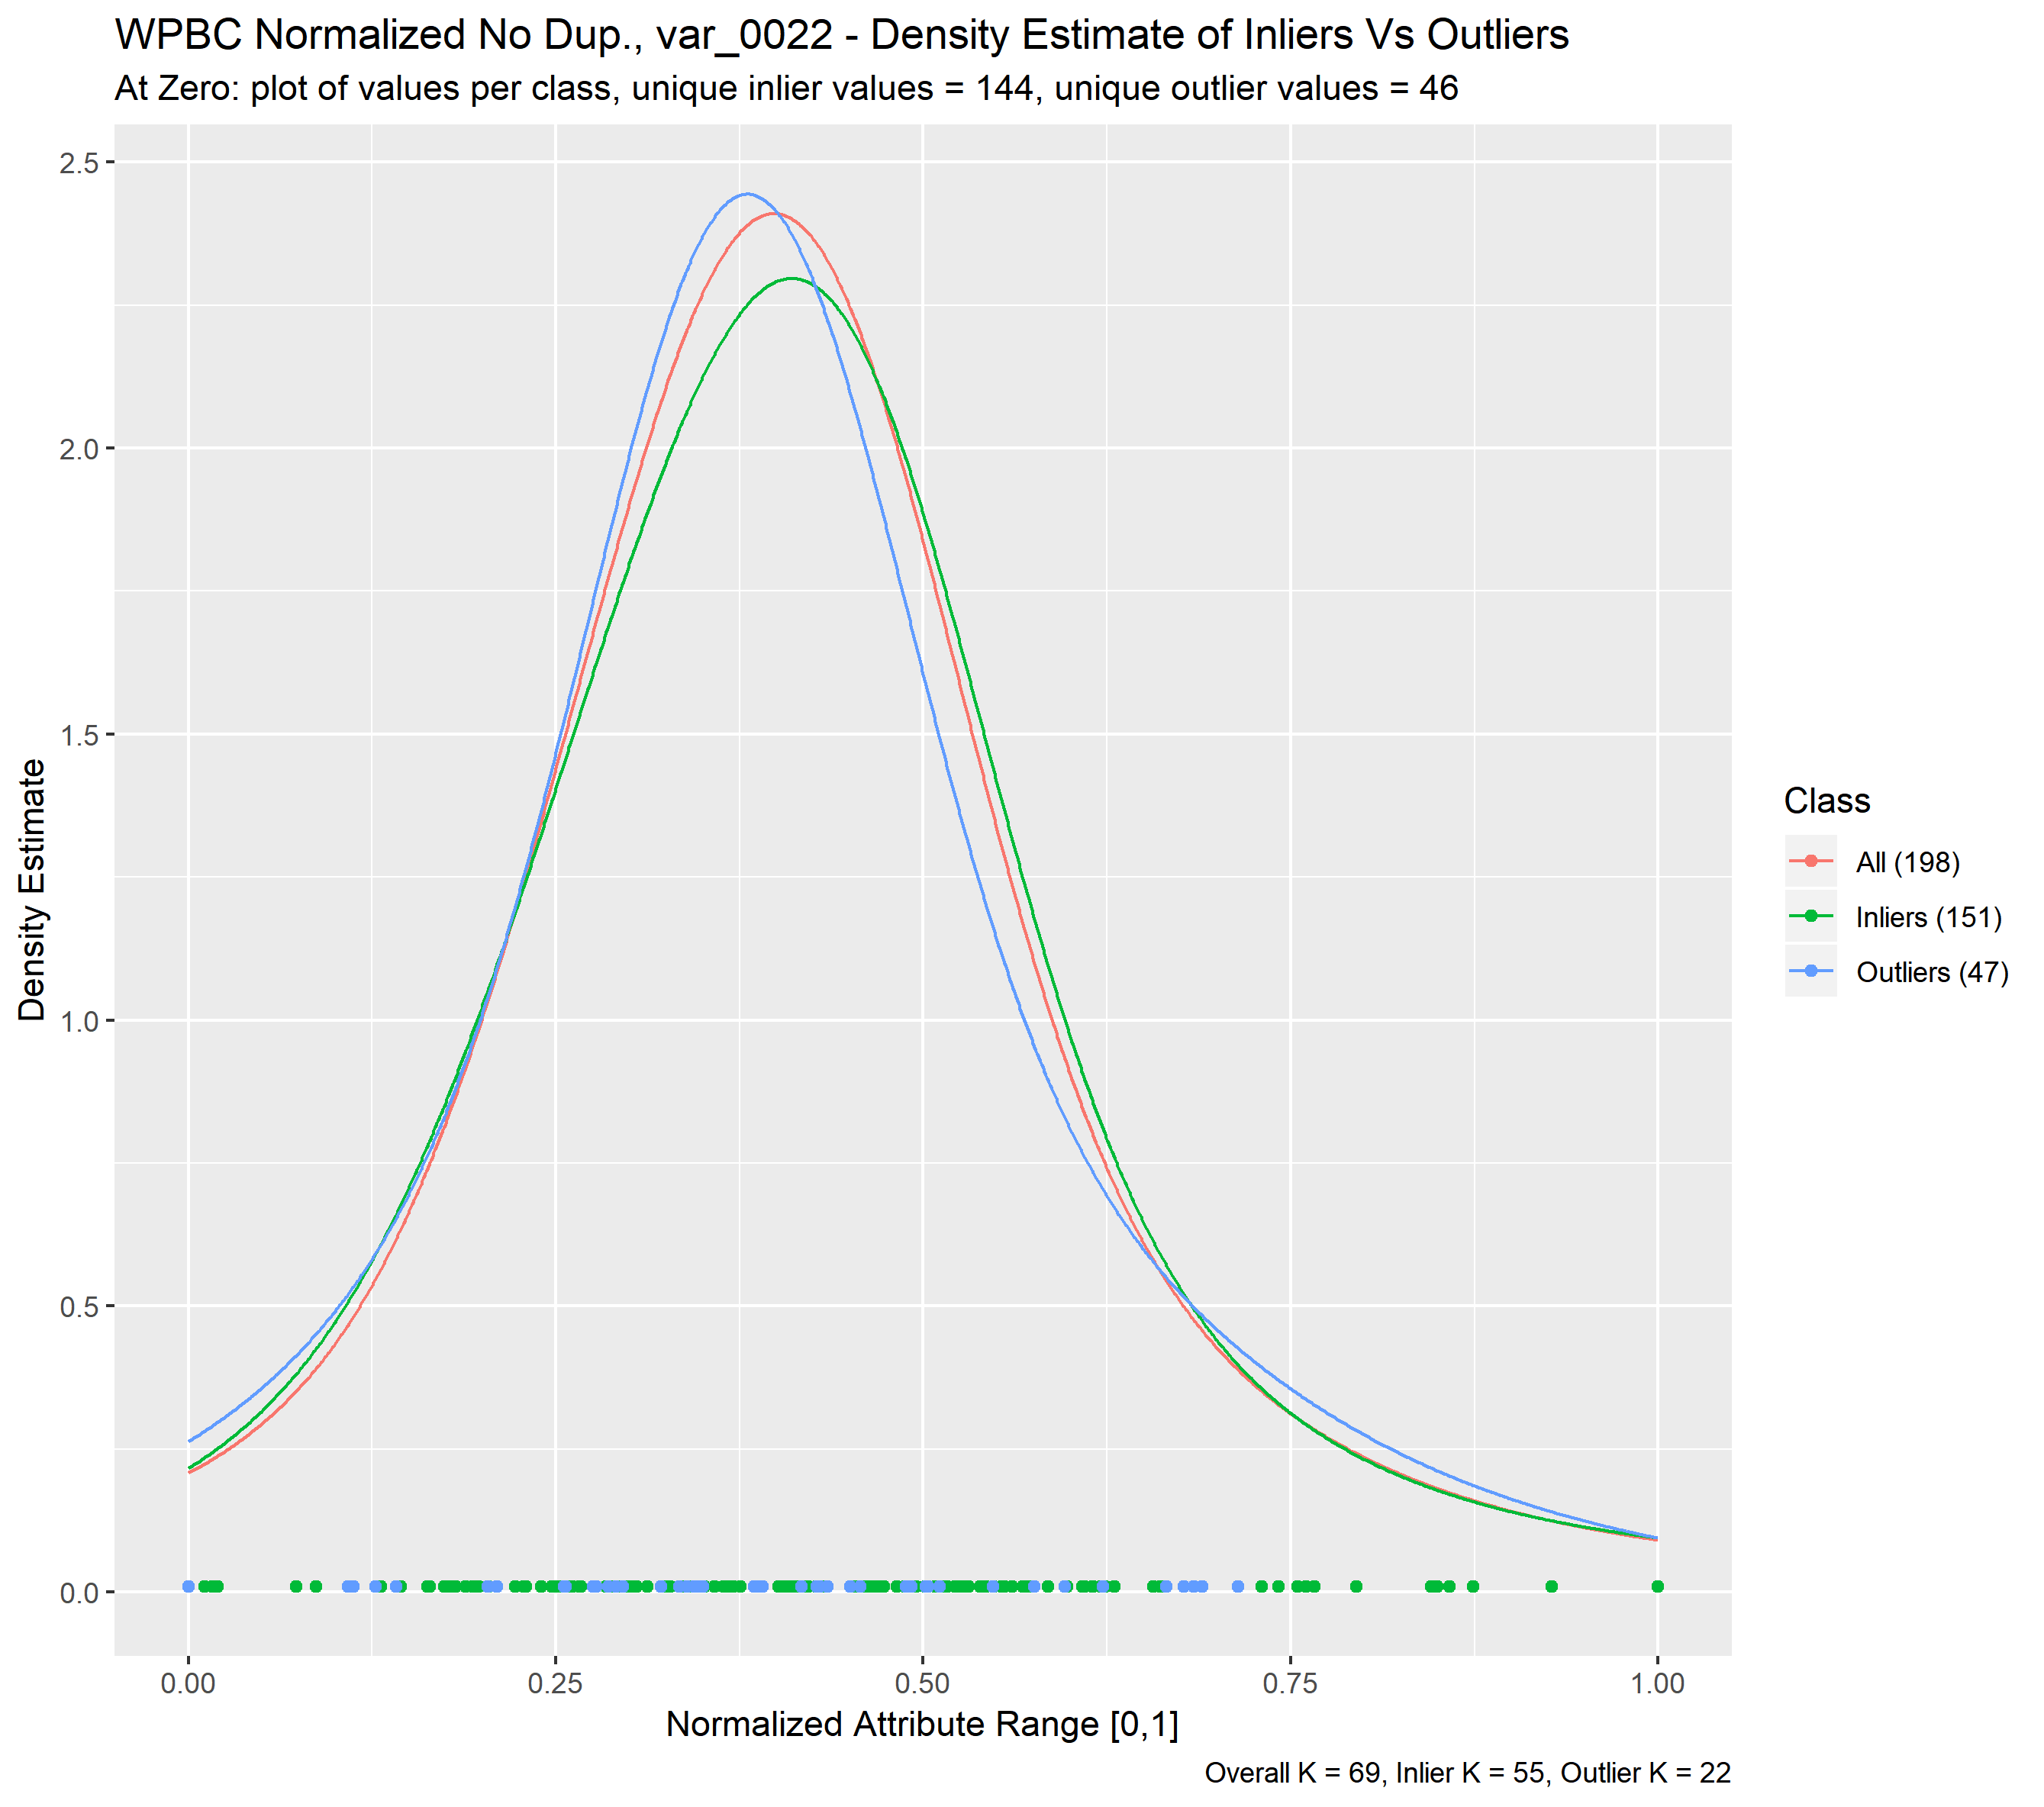 WPBC Normalized No Dup., var_0022 - Density Estimate of Inliers Vs Outliers
At Zero: plot of values per class, unique inlier values = 144, unique outlier values = 46
2.5
2.0
1.5
1.0
0.5
0.0
Density Estimate
0.00 0.25 0.50 0.75 1.00
Normalized Attribute Range [0,1]
Class
All (198)
Inliers (151)
Outliers (47)
Overall K = 69, Inlier K = 55, Outlier K = 22